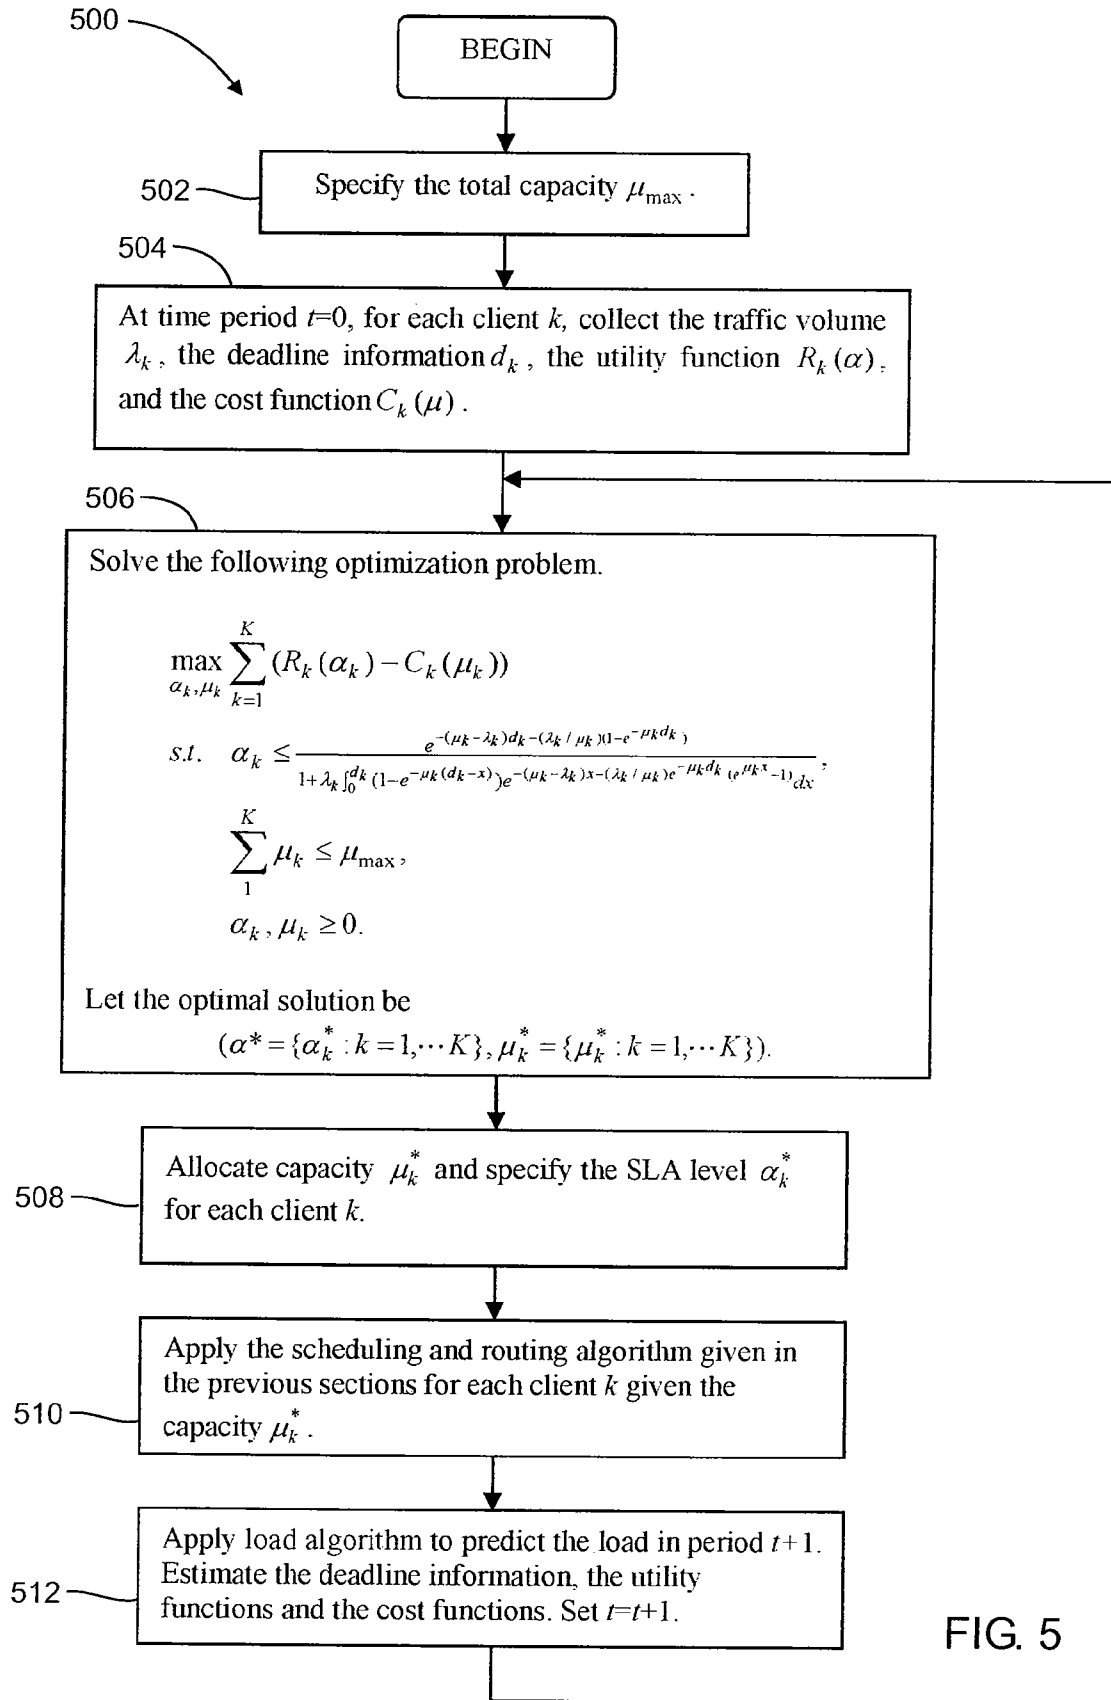 500
BEGIN
502
Specify the total capacity μ_max .
504
At time period t=0, for each client k, collect the traffic volume
λ_k , the deadline information d_k , the utility function R_k(α),
and the cost function C_k(μ) .
506
Solve the following optimization problem.
max_{α_k,μ_k} ∑_{k=1}^{K} (R_k(α_k) − C_k(μ_k))
s.t. α_k ≤ \frac{e^{-(μ_k−λ_k)d_k−(λ_k/μ_k)(1−e^{−μ_k d_k})}}{1+λ_k ∫_0^{d_k} (1−e^{−μ_k(d_k−x)})e^{−(μ_k−λ_k)x−(λ_k/μ_k)e^{−μ_k d_k}(e^{μ_k x}−1)}dx},
∑_{1}^{K} μ_k ≤ μ_max,
α_k, μ_k ≥ 0.
Let the optimal solution be
(α* = {α_k^* : k = 1,⋯K}, μ_k^* = {μ_k^* : k = 1,⋯K}).
508
Allocate capacity μ_k^* and specify the SLA level α_k^*
for each client k.
510
Apply the scheduling and routing algorithm given in
the previous sections for each client k given the
capacity μ_k^* .
512
Apply load algorithm to predict the load in period t+1.
Estimate the deadline information, the utility
functions and the cost functions. Set t=t+1.
FIG. 5